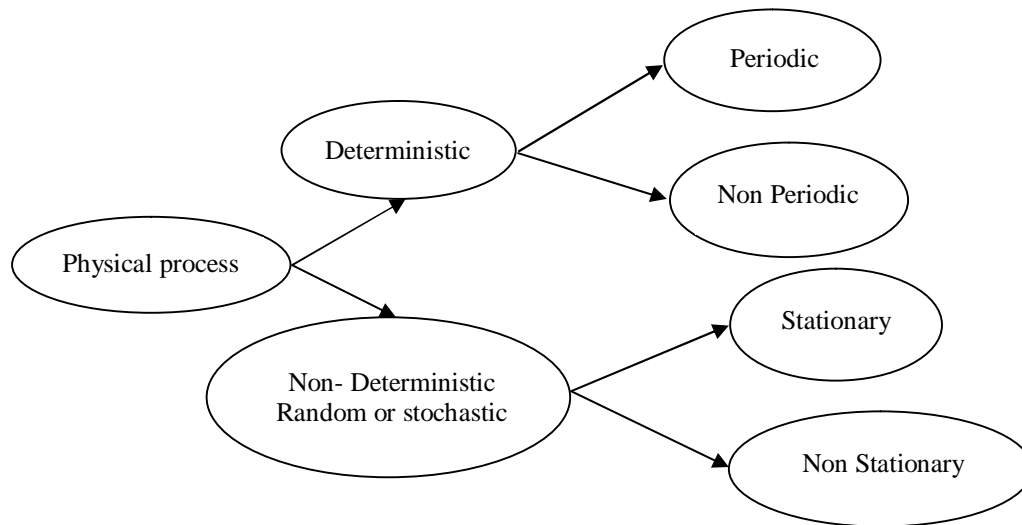 Periodic
Deterministic
Non Periodic
Physical process
Stationary
Non- Deterministic
Random or stochastic
Non Stationary